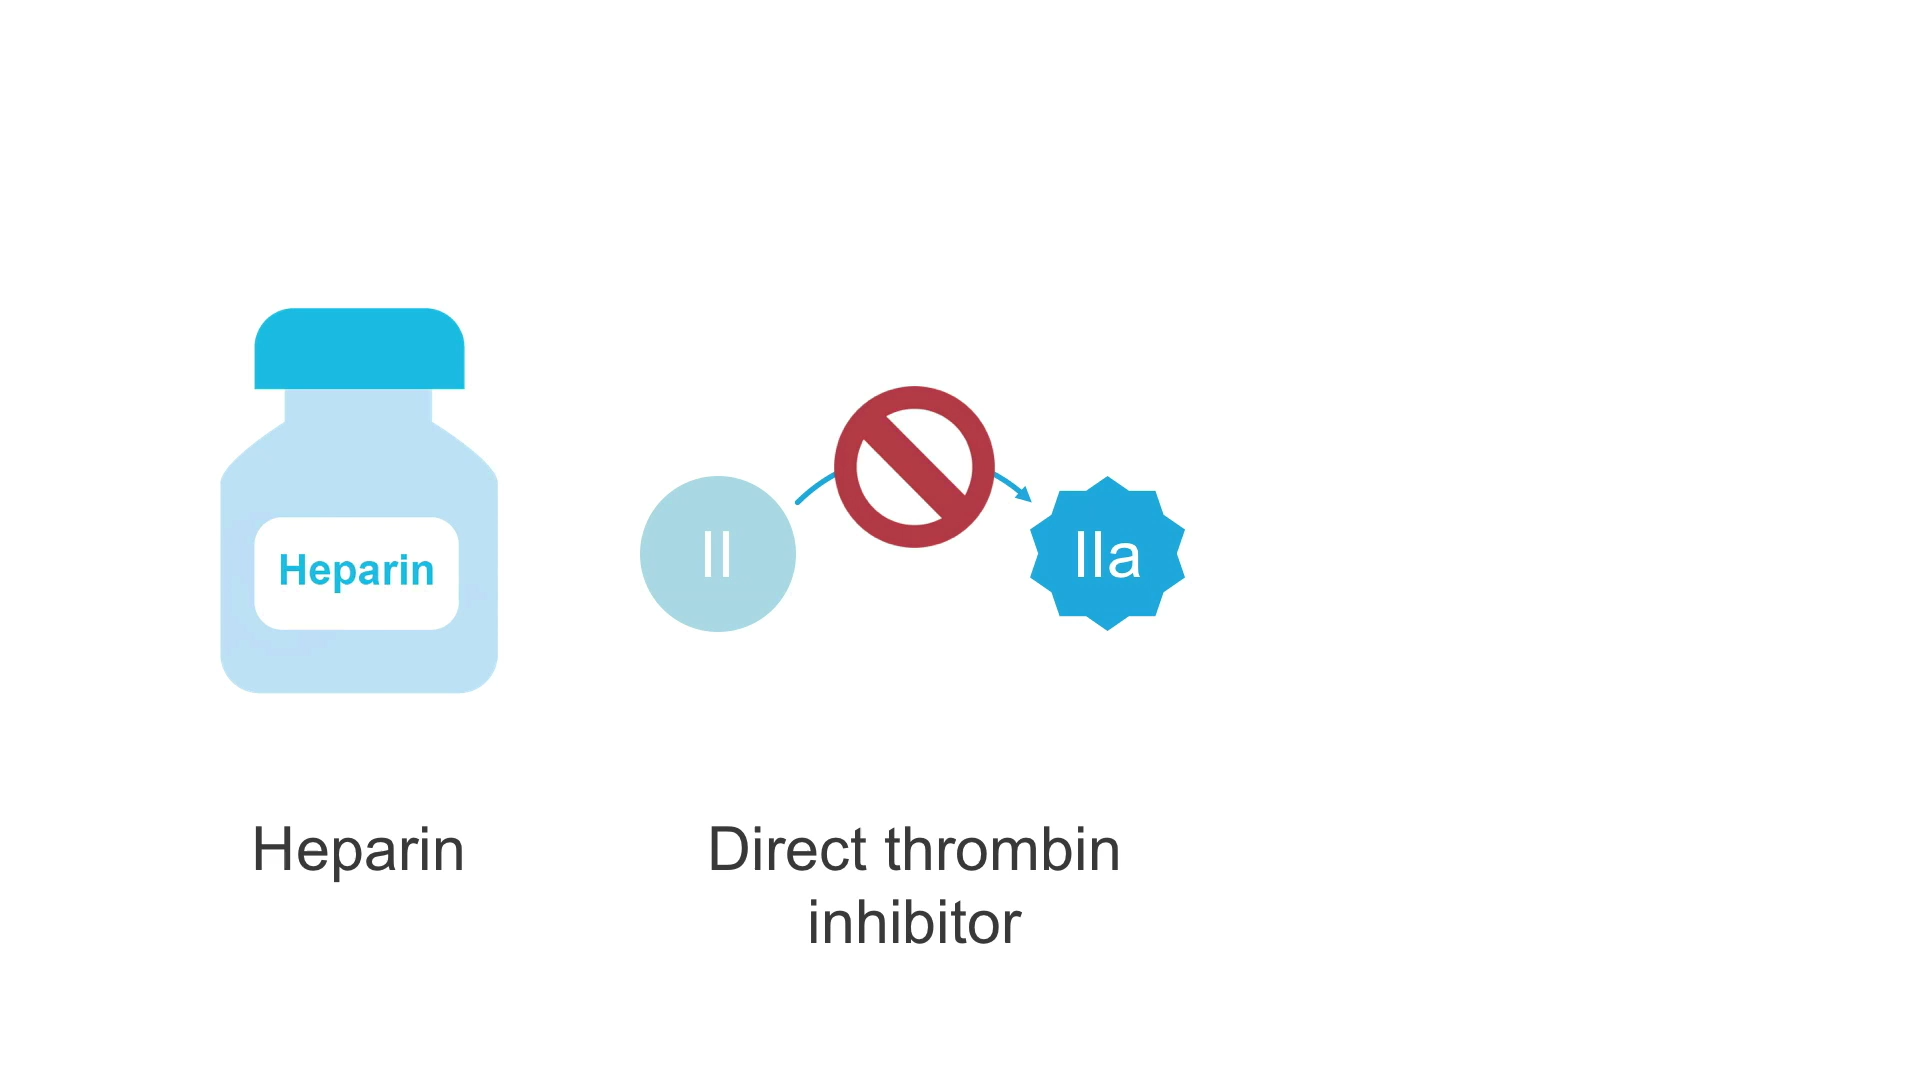 Heparin
II
IIa
Heparin
Direct thrombin
inhibitor